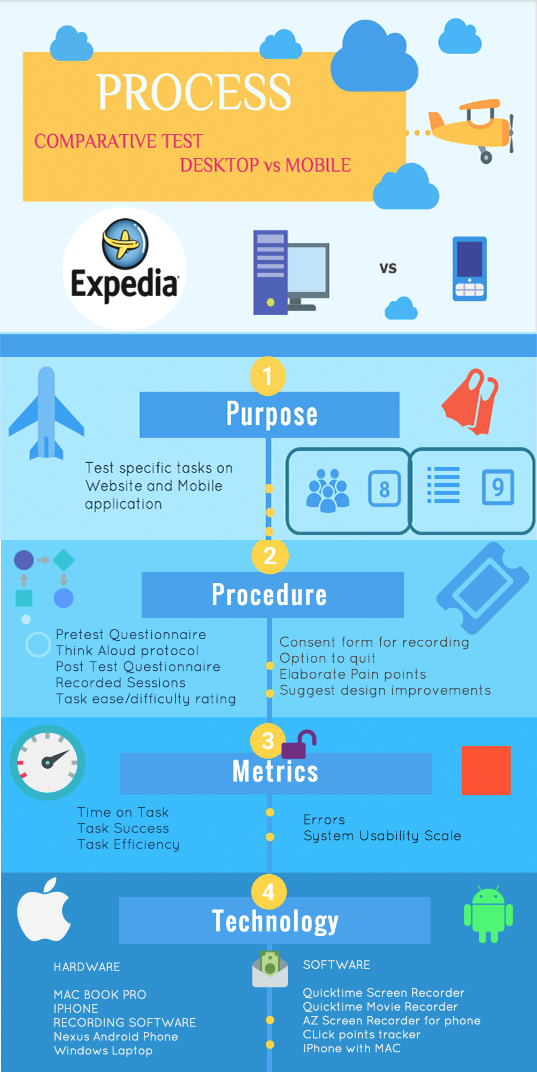 PROCESS
COMPARATIVE TEST
DESKTOP vs MOBILE
Expedia
vs
1
Purpose
Test specific tasks on
Website and Mobile
application
8
9
2
Procedure
Pretest Questionnaire
Think Aloud protocol
Post Test Questionnaire
Recorded Sessions
Task ease/difficulty rating
Consent form for recording
Option to quit
Elaborate Pain points
Suggest design improvements
3
Metrics
Time on Task
Task Success
Task Efficiency
Errors
System Usability Scale
4
Technology
HARDWARE
MAC BOOK PRO
IPHONE
RECORDING SOFTWARE
Nexus Android Phone
Windows Laptop
SOFTWARE
Quicktime Screen Recorder
Quicktime Movie Recorder
AZ Screen Recorder for phone
CLick points tracker
IPhone with MAC